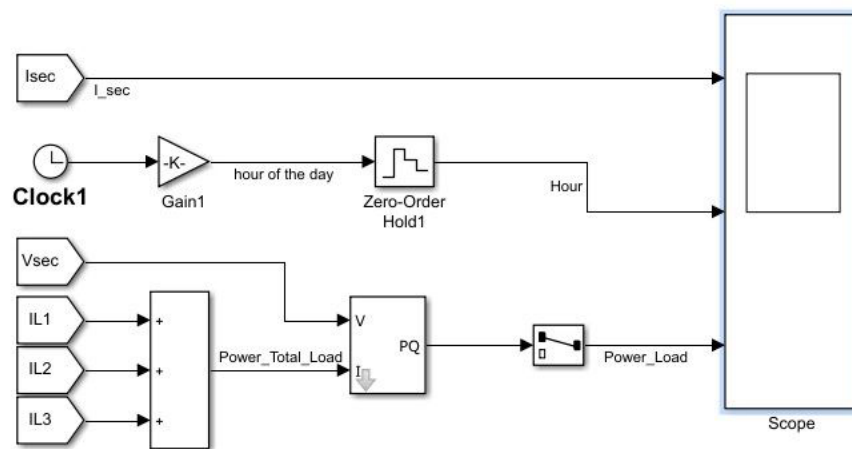 Isec
I_sec
-K-
hour of the day
Hour
Clock1
Gain1
Zero-Order
Hold1
Vsec
IL1
+
V
PQ
Power_Total_Load
Power_Load
IL2
+
I
IL3
+
Scope